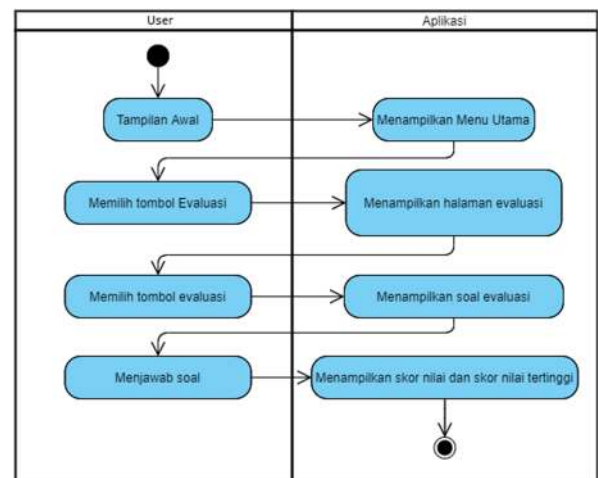 User
Aplikasi
Tampilan Awal
Menampilkan Menu Utama
Memilih tombol Evaluasi
Menampilkan halaman evaluasi
Memilih tombol evaluasi
Menampilkan soal evaluasi
Menjawab soal
Menampilkan skor nilai dan skor nilai tertinggi